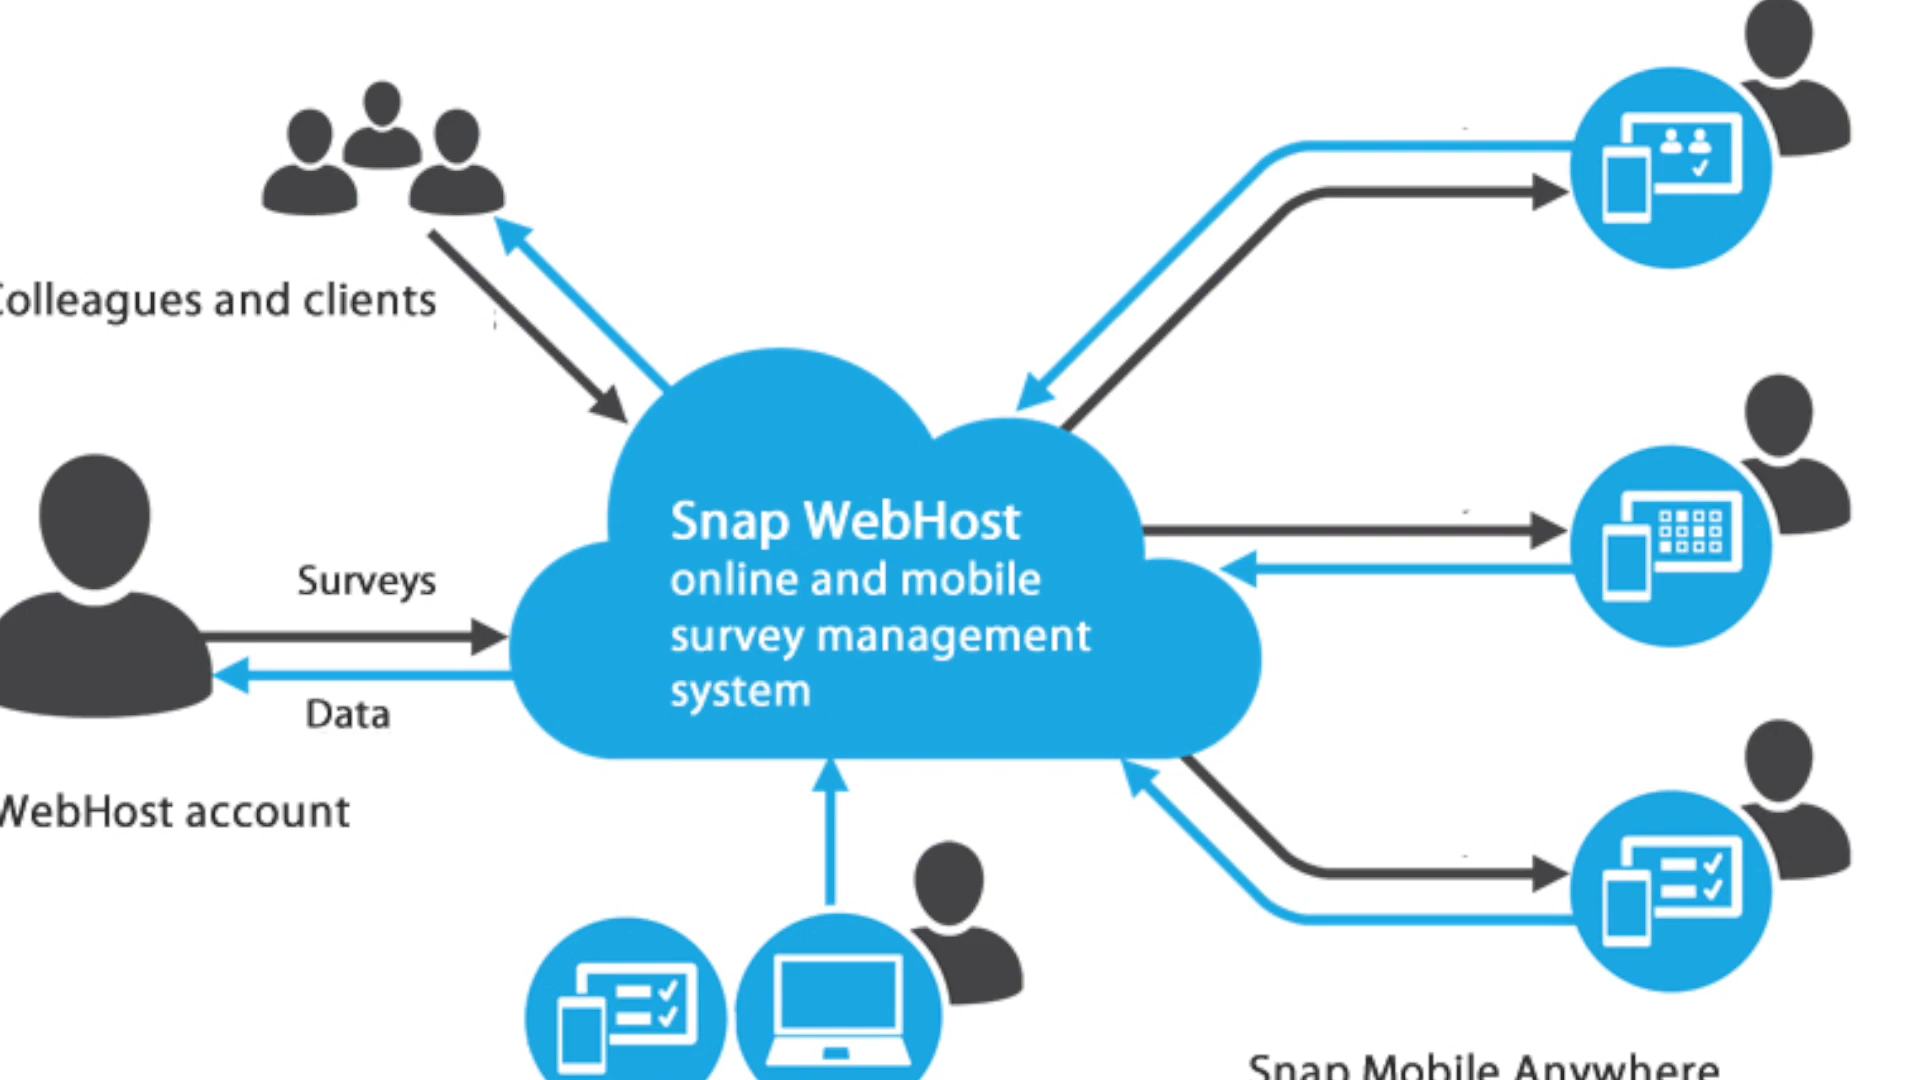 Colleagues and clients
Snap WebHost
online and mobile
survey management
system
Surveys
Data
WebHost account
Snap Mobile Anywhere